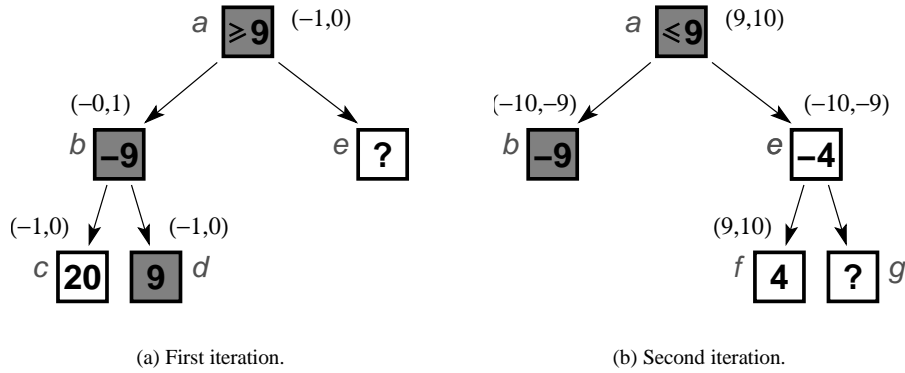 a ≥9 (−1,0)
(−0,1)
b −9
e ?
(−1,0) (−1,0)
c 20
9 d
(a) First iteration.
a ≤9 (9,10)
(−10,−9) (−10,−9)
b −9
e −4
(9,10)
f 4
? g
(b) Second iteration.